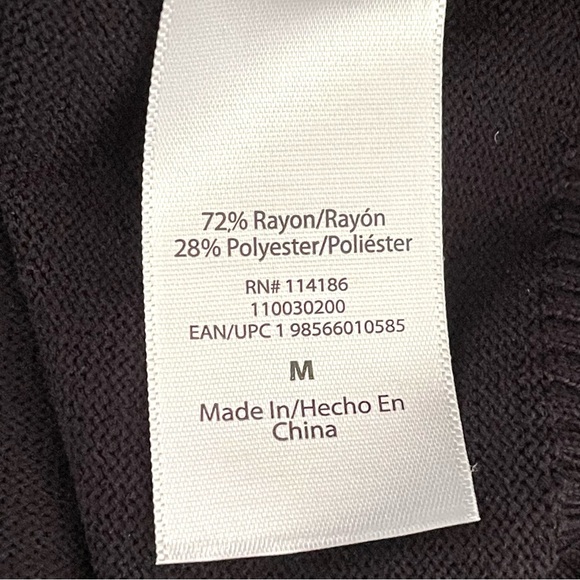 72% Rayon/Rayón
28% Polyester/Poliéster
RN# 114186
110030200
EAN/UPC 1 98566010585
M
Made In/Hecho En
China